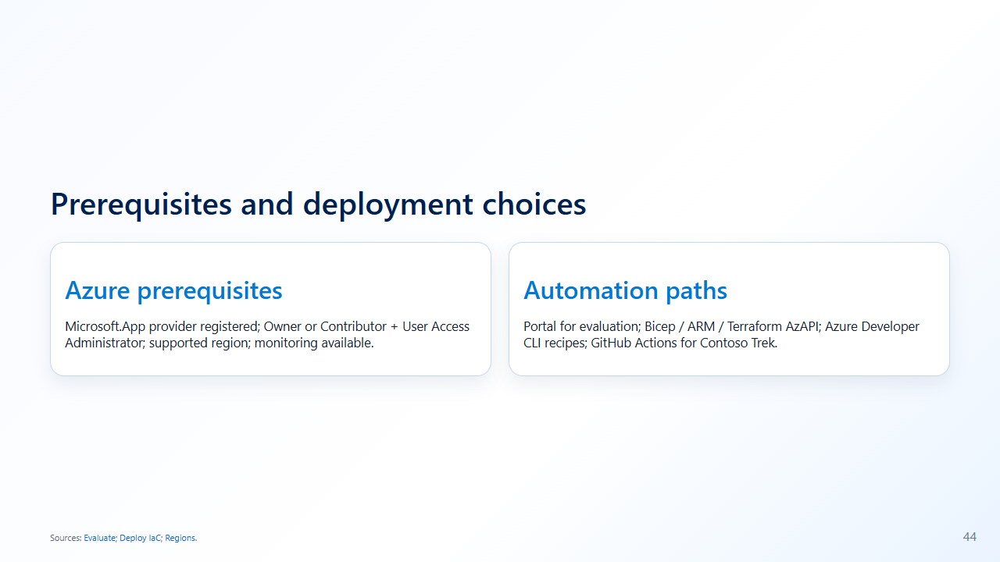 Prerequisites and deployment choices
Azure prerequisites
Microsoft.App provider registered; Owner or Contributor + User Access
Administrator; supported region; monitoring available.
Automation paths
Portal for evaluation; Bicep / ARM / Terraform AzAPI; Azure Developer
CLI recipes; GitHub Actions for Contoso Trek.
Sources: Evaluate; Deploy IaC; Regions.
44